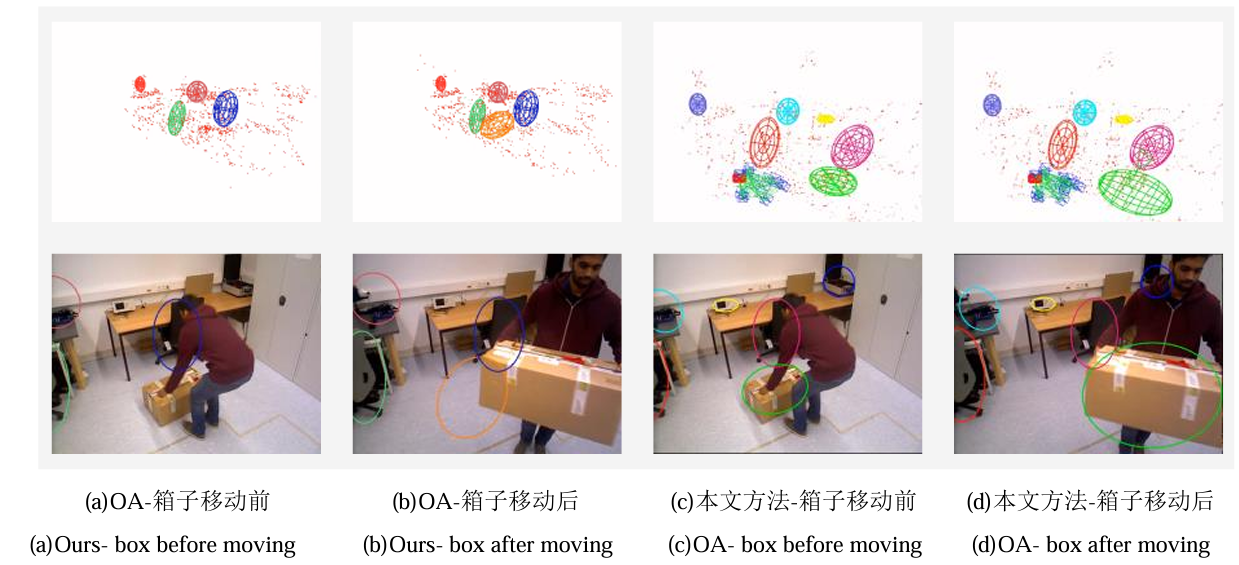 (a)OA-箱子移动前
(b)OA-箱子移动后
(c)本文方法-箱子移动前
(d)本文方法-箱子移动后
(a)Ours- box before moving
(b)Ours- box after moving
(c)OA- box before moving
(d)OA- box after moving